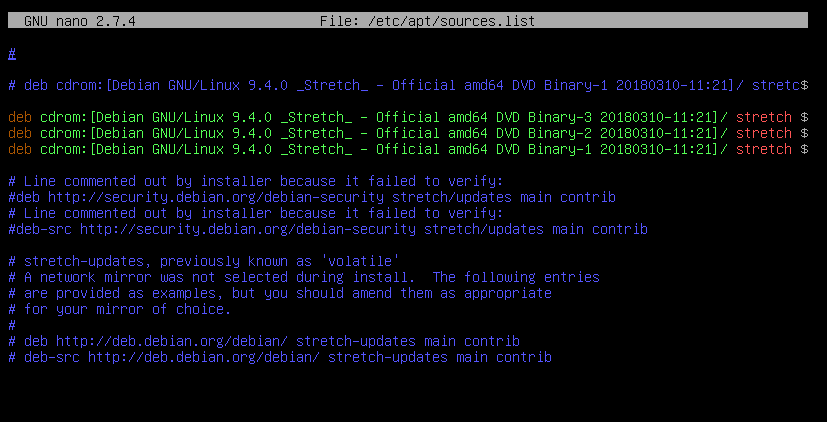 GNU nano 2.7.4 File: /etc/apt/sources.list
#
# deb cdrom:[Debian GNU/Linux 9.4.0 _Stretch_ - Official amd64 DVD Binary-1 20180310-11:21]/ stretc$
deb cdrom:[Debian GNU/Linux 9.4.0 _Stretch_ - Official amd64 DVD Binary-3 20180310-11:21]/ stretch $
deb cdrom:[Debian GNU/Linux 9.4.0 _Stretch_ - Official amd64 DVD Binary-2 20180310-11:21]/ stretch $
deb cdrom:[Debian GNU/Linux 9.4.0 _Stretch_ - Official amd64 DVD Binary-1 20180310-11:21]/ stretch $
# Line commented out by installer because it failed to verify:
#deb http://security.debian.org/debian-security stretch/updates main contrib
# Line commented out by installer because it failed to verify:
#deb-src http://security.debian.org/debian-security stretch/updates main contrib
# stretch-updates, previously known as 'volatile'
# A network mirror was not selected during install.  The following entries
# are provided as examples, but you should amend them as appropriate
# for your mirror of choice.
#
# deb http://deb.debian.org/debian/ stretch-updates main contrib
# deb-src http://deb.debian.org/debian/ stretch-updates main contrib